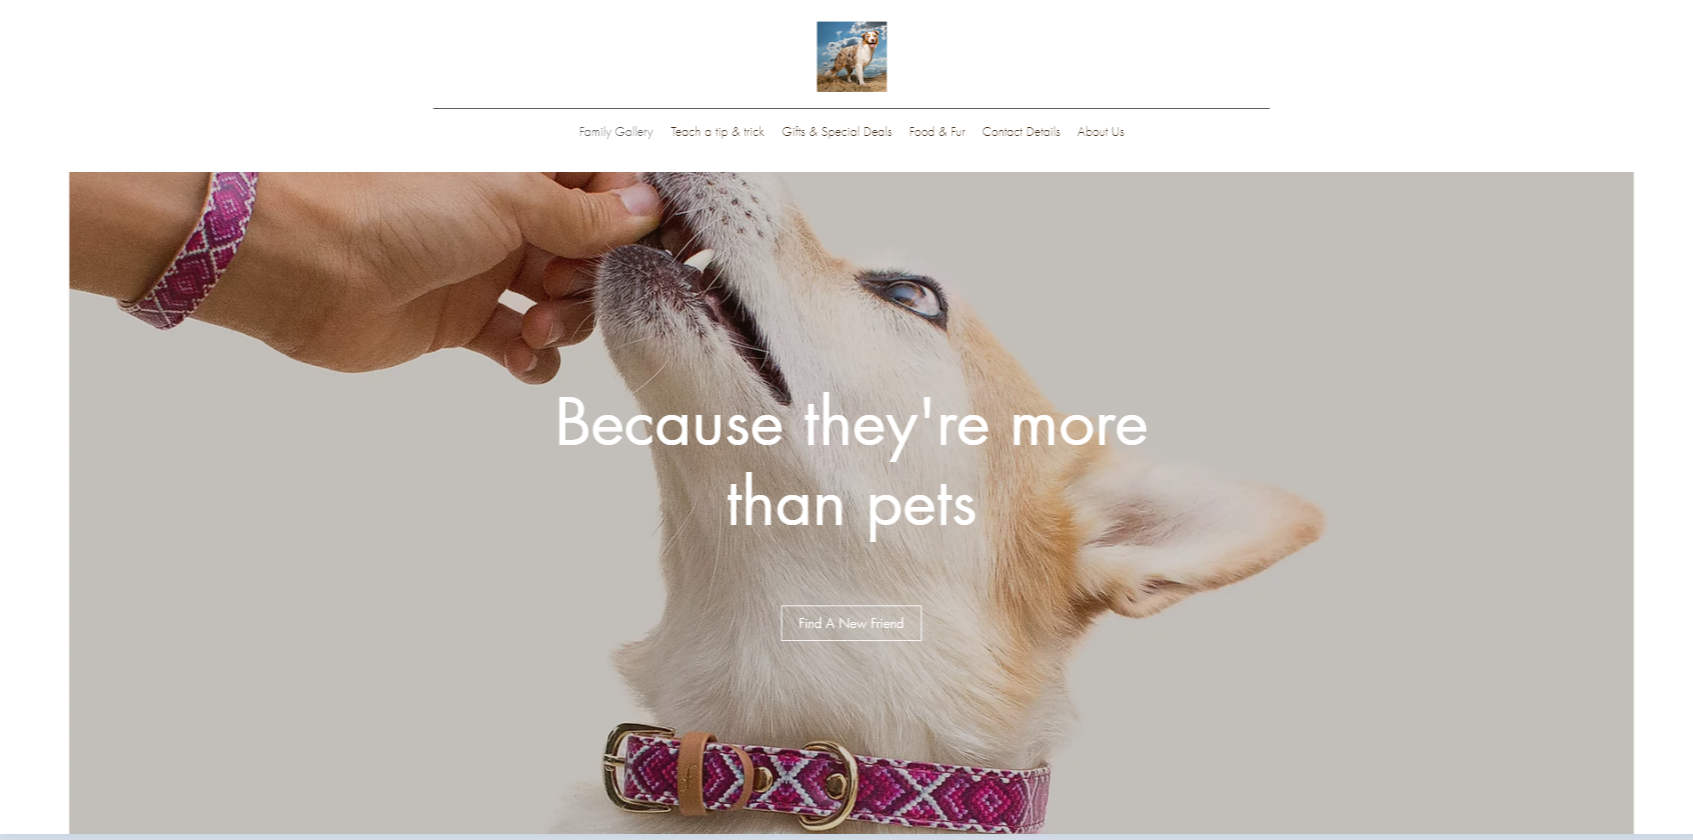 Family Gallery Teach a tip & trick Gifts & Special Deals Food & Fur Contact Details About Us
Because they're more
than pets
Find A New Friend